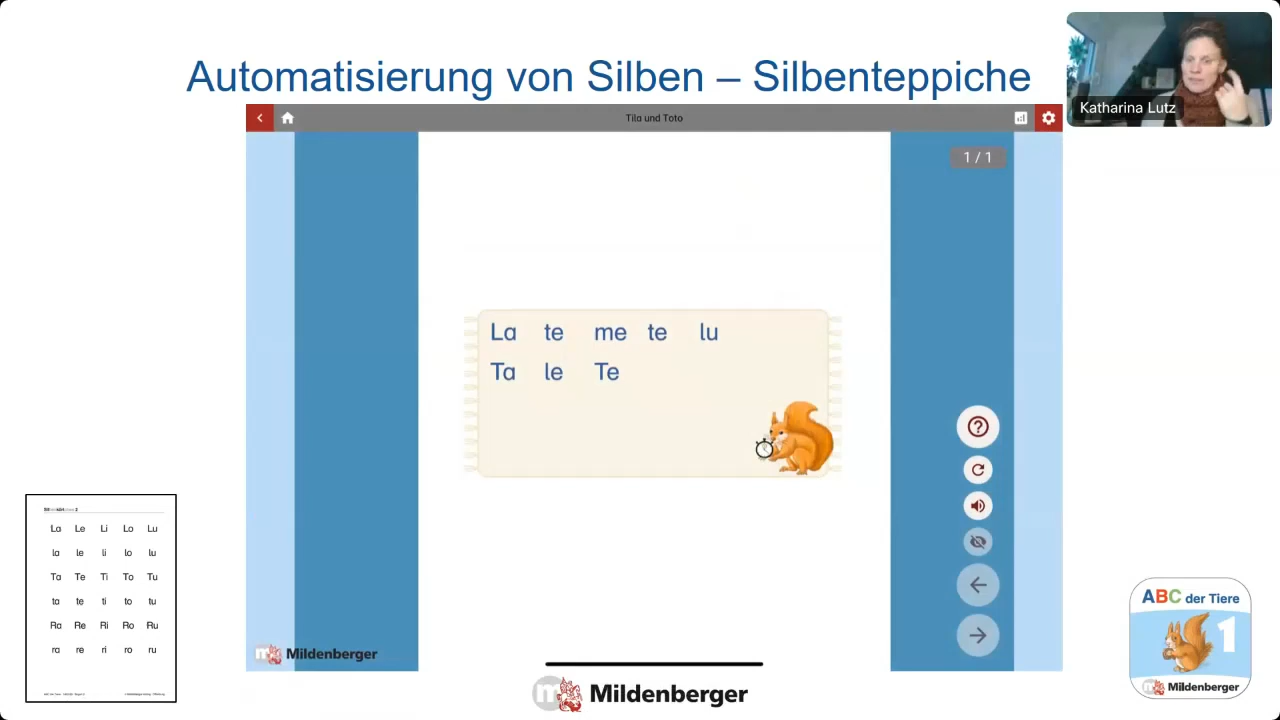 Automatisierung von Silben – Silbenteppiche
Katharina Lutz
Tila und Toto
1 / 1
La te me te lu
Ta le Te
La Le Li Lo Lu
la le li lo lu
Ta Te Ti To Tu
ta te ti to tu
Ra Re Ri Ro Ru
ra re ri ro ru
ABC der Tiere
1
Mildenberger
m Mildenberger
m Mildenberger